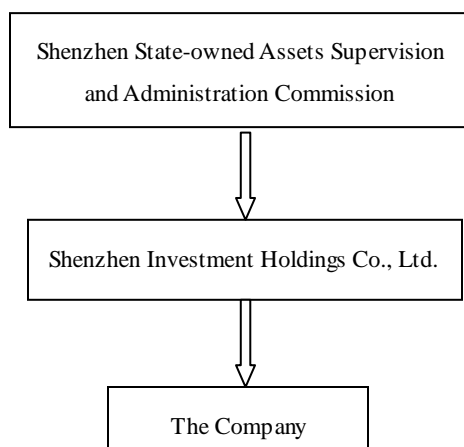 Shenzhen State-owned Assets Supervision
and Administration Commission
Shenzhen Investment Holdings Co., Ltd.
The Company